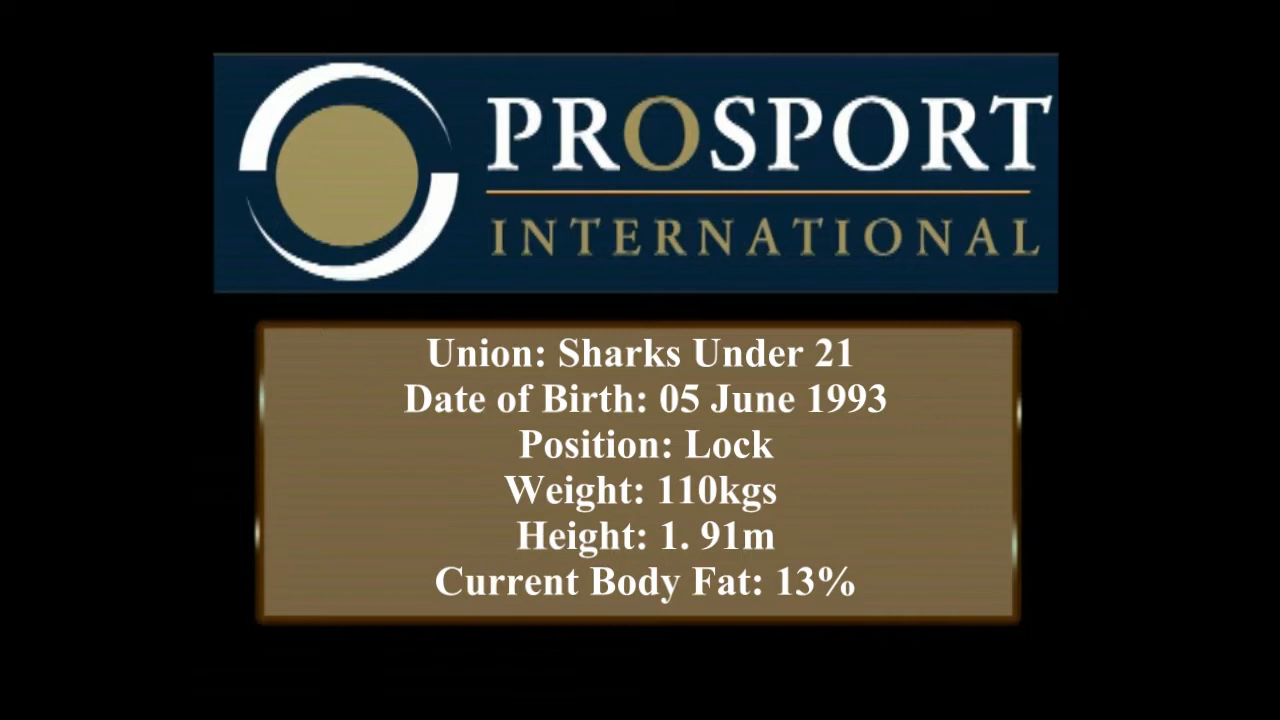 PROSPORT
INTERNATIONAL
Union: Sharks Under 21
Date of Birth: 05 June 1993
Position: Lock
Weight: 110kgs
Height: 1. 91m
Current Body Fat: 13%